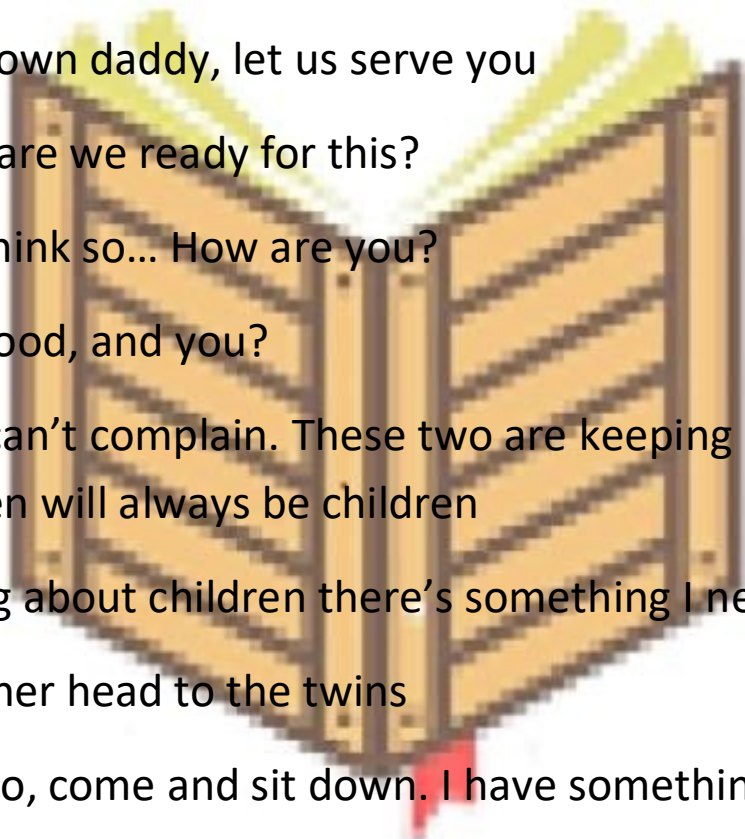 own daddy, let us serve you
are we ready for this?
hink so… How are you?
ood, and you?
can’t complain. These two are keeping
en will always be children
g about children there’s something I ne
her head to the twins
o, come and sit down. I have somethin